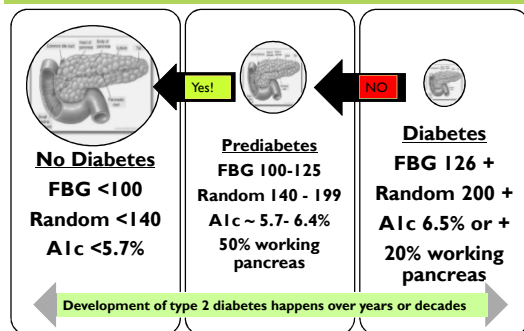 Yes!
NO
No Diabetes
FBG <100
Random <140
A1c <5.7%
Prediabetes
FBG 100-125
Random 140 - 199
A1c ~ 5.7- 6.4%
50% working
pancreas
Diabetes
FBG 126 +
Random 200 +
A1c 6.5% or +
20% working
pancreas
Development of type 2 diabetes happens over years or decades